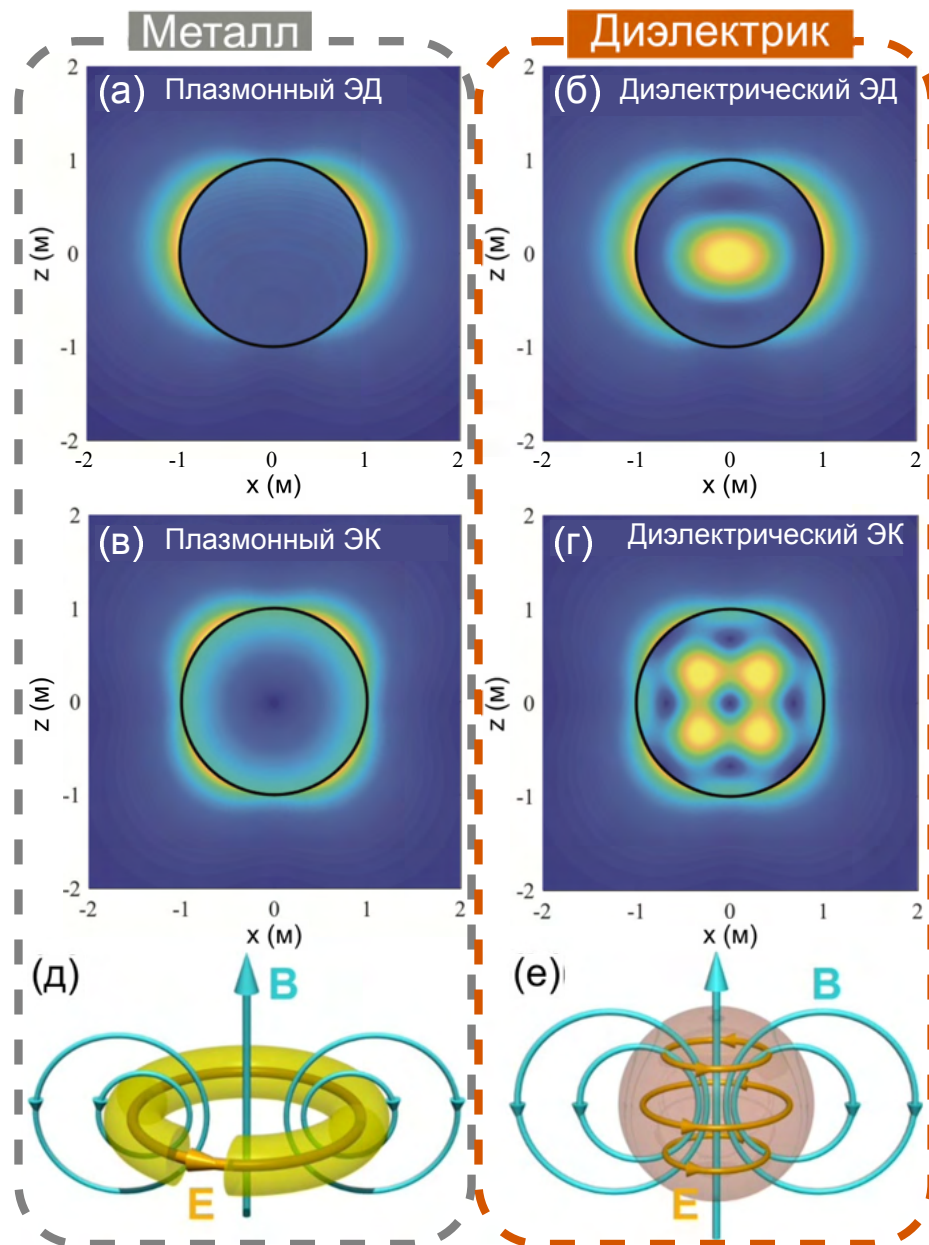 Металл
Диэлектрик
(а) Плазмонный ЭД
2
1
0
-1
-2
z (м)
-2 -1 0 1 2
x (м)
(б) Диэлектрический ЭД
2
1
0
-1
-2
z (м)
-2 -1 0 1 2
x (м)
(в) Плазмонный ЭК
2
1
0
-1
-2
z (м)
-2 -1 0 1 2
x (м)
(г) Диэлектрический ЭК
2
1
0
-1
-2
z (м)
-2 -1 0 1 2
x (м)
(д)
B
E
(е)
B
E